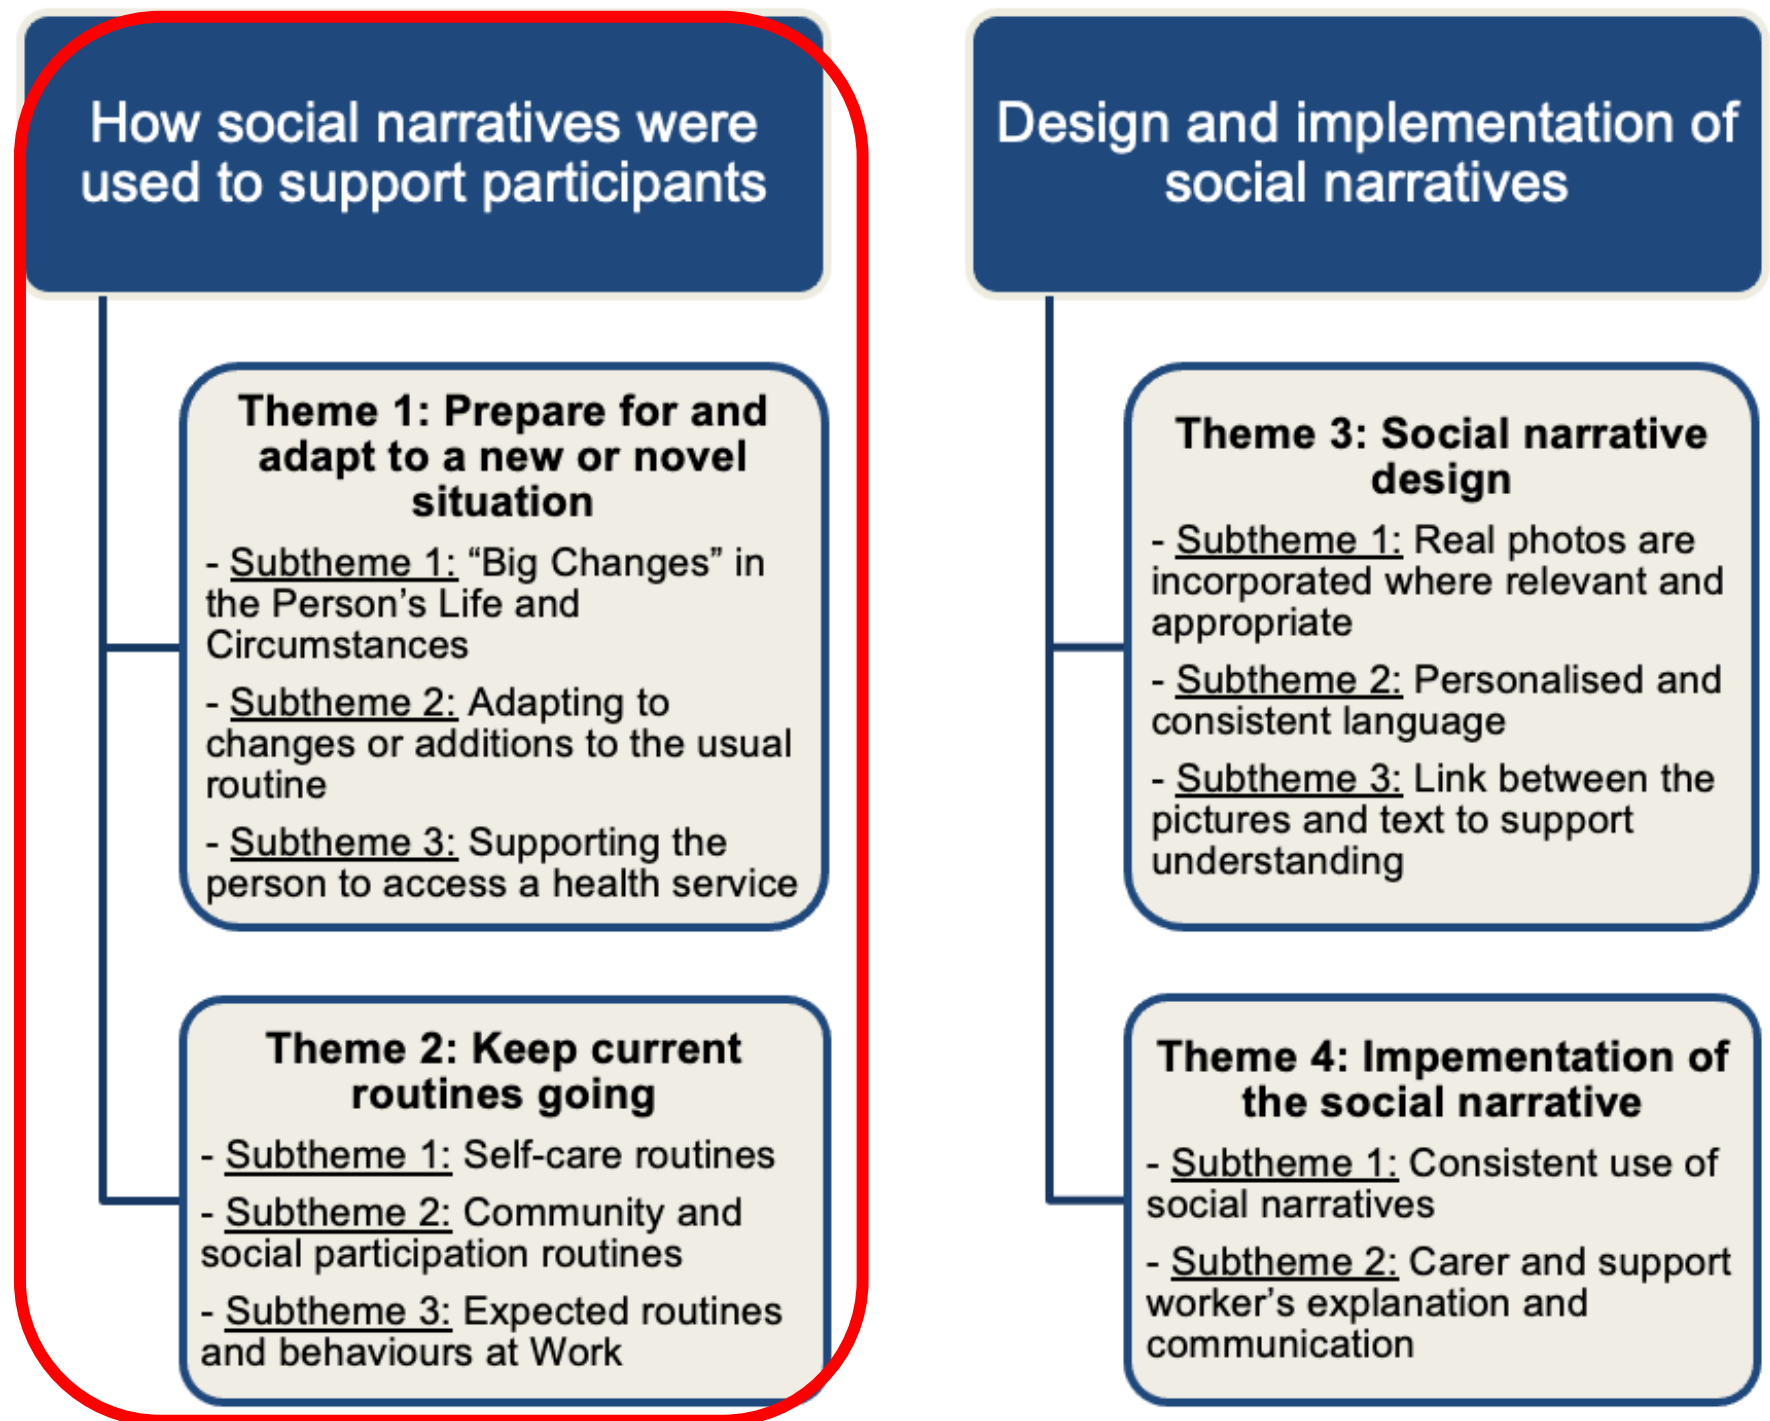 How social narratives were
used to support participants
Theme 1: Prepare for and
adapt to a new or novel
situation
- Subtheme 1: “Big Changes” in
the Person’s Life and
Circumstances
- Subtheme 2: Adapting to
changes or additions to the usual
routine
- Subtheme 3: Supporting the
person to access a health service
Theme 2: Keep current
routines going
- Subtheme 1: Self-care routines
- Subtheme 2: Community and
social participation routines
- Subtheme 3: Expected routines
and behaviours at Work
Design and implementation of
social narratives
Theme 3: Social narrative
design
- Subtheme 1: Real photos are
incorporated where relevant and
appropriate
- Subtheme 2: Personalised and
consistent language
- Subtheme 3: Link between the
pictures and text to support
understanding
Theme 4: Impementation of
the social narrative
- Subtheme 1: Consistent use of
social narratives
- Subtheme 2: Carer and support
worker’s explanation and
communication